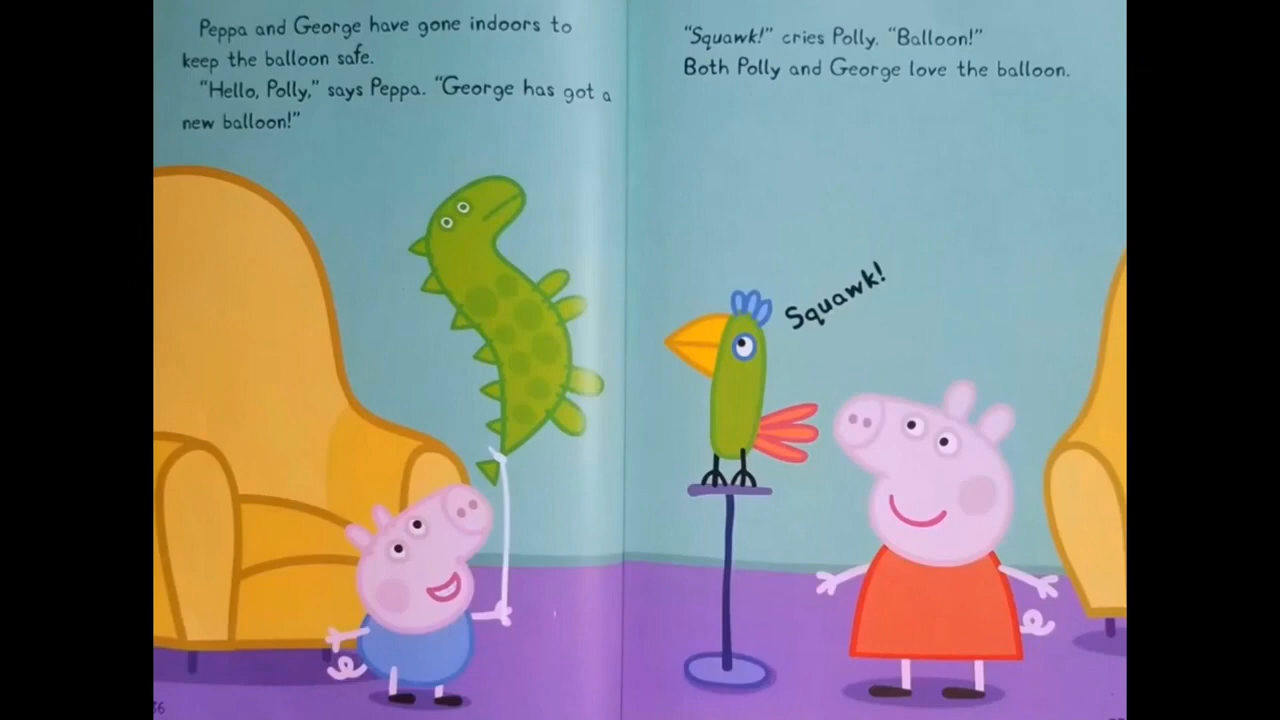 Peppa and George have gone indoors to
keep the balloon safe.
"Hello, Polly," says Peppa. "George has got a
new balloon!"
"Squawk!" cries Polly. "Balloon!"
Both Polly and George love the balloon.
Squawk!
36